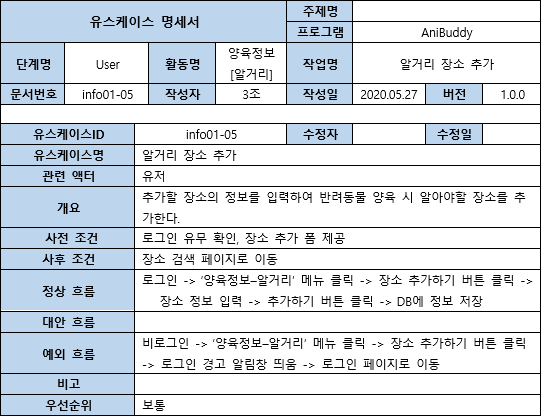 유스케이스 명세서 주제명
프로그램 AniBuddy
단계명 User 활동명 양육정보 [알거리] 작업명 알거리 장소 추가
문서번호 info01-05 작성자 3조 작성일 2020.05.27 버전 1.0.0
유스케이스ID info01-05 수정자 수정일
유스케이스명 알거리 장소 추가
관련 액터 유저
개요 추가할 장소의 정보를 입력하여 반려동물 양육 시 알아야할 장소를 추
가한다.
사전 조건 로그인 유무 확인, 장소 추가 폼 제공
사후 조건 장소 검색 페이지로 이동
정상 흐름 로그인 -> ‘양육정보–알거리’ 메뉴 클릭 -> 장소 추가하기 버튼 클릭 ->
장소 정보 입력 -> 추가하기 버튼 클릭 -> DB에 정보 저장
대안 흐름
예외 흐름 비로그인 -> ‘양육정보–알거리’ 메뉴 클릭 -> 장소 추가하기 버튼 클릭
-> 로그인 경고 알림창 띄움 -> 로그인 페이지로 이동
비고
우선순위 보통